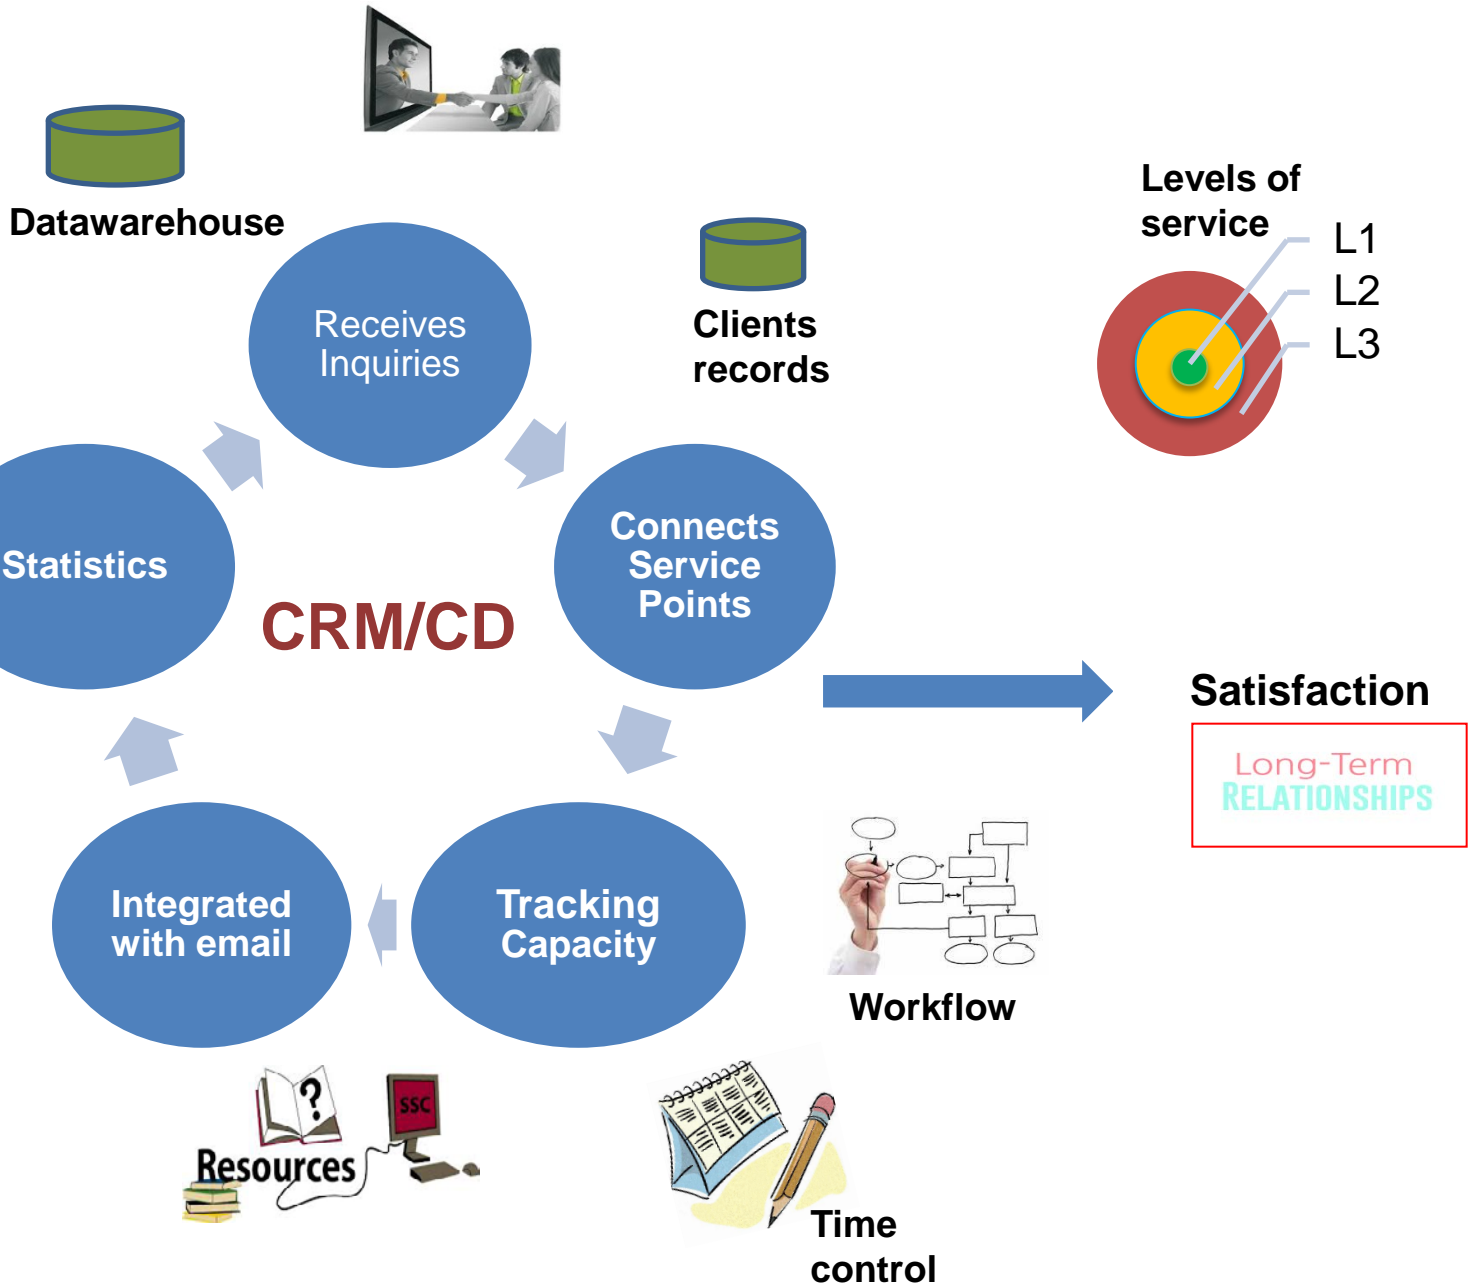 Datawarehouse
Receives
Inquiries
Clients
records
Levels of
service
L1
L2
L3
Connects
Service
Points
Statistics
CRM/CD
Satisfaction
Long-Term
RELATIONSHIPS
Integrated
with email
Tracking
Capacity
Workflow
?
SSC
Resources
Time
control